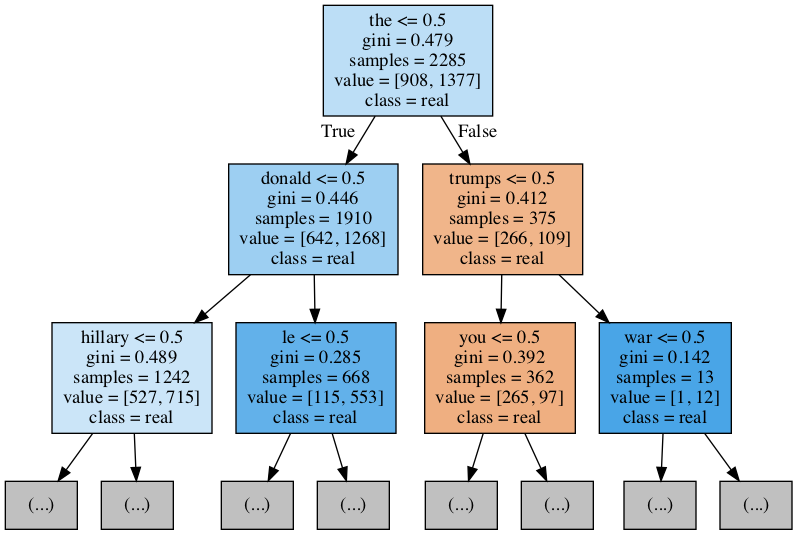 the <= 0.5
gini = 0.479
samples = 2285
value = [908, 1377]
class = real
True
False
donald <= 0.5
gini = 0.446
samples = 1910
value = [642, 1268]
class = real
trumps <= 0.5
gini = 0.412
samples = 375
value = [266, 109]
class = real
hillary <= 0.5
gini = 0.489
samples = 1242
value = [527, 715]
class = real
le <= 0.5
gini = 0.285
samples = 668
value = [115, 553]
class = real
you <= 0.5
gini = 0.392
samples = 362
value = [265, 97]
class = real
war <= 0.5
gini = 0.142
samples = 13
value = [1, 12]
class = real
(...)
(...)
(...)
(...)
(...)
(...)
(...)
(...)